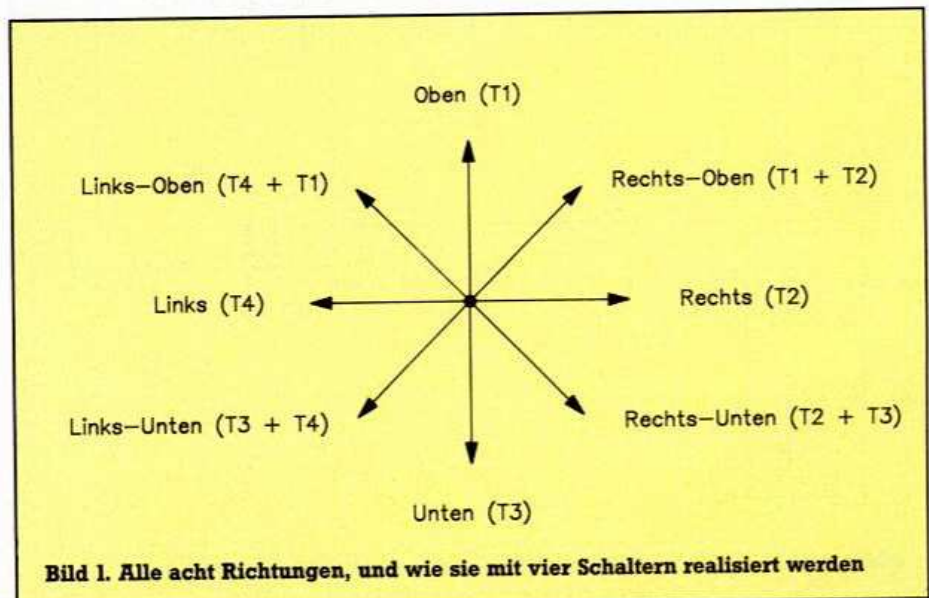 Oben (T1)
Links-Oben (T4 + T1)
Rechts-Oben (T1 + T2)
Links (T4)
Rechts (T2)
Links-Unten (T3 + T4)
Rechts-Unten (T2 + T3)
Unten (T3)
Bild 1. Alle acht Richtungen, und wie sie mit vier Schaltern realisiert werden